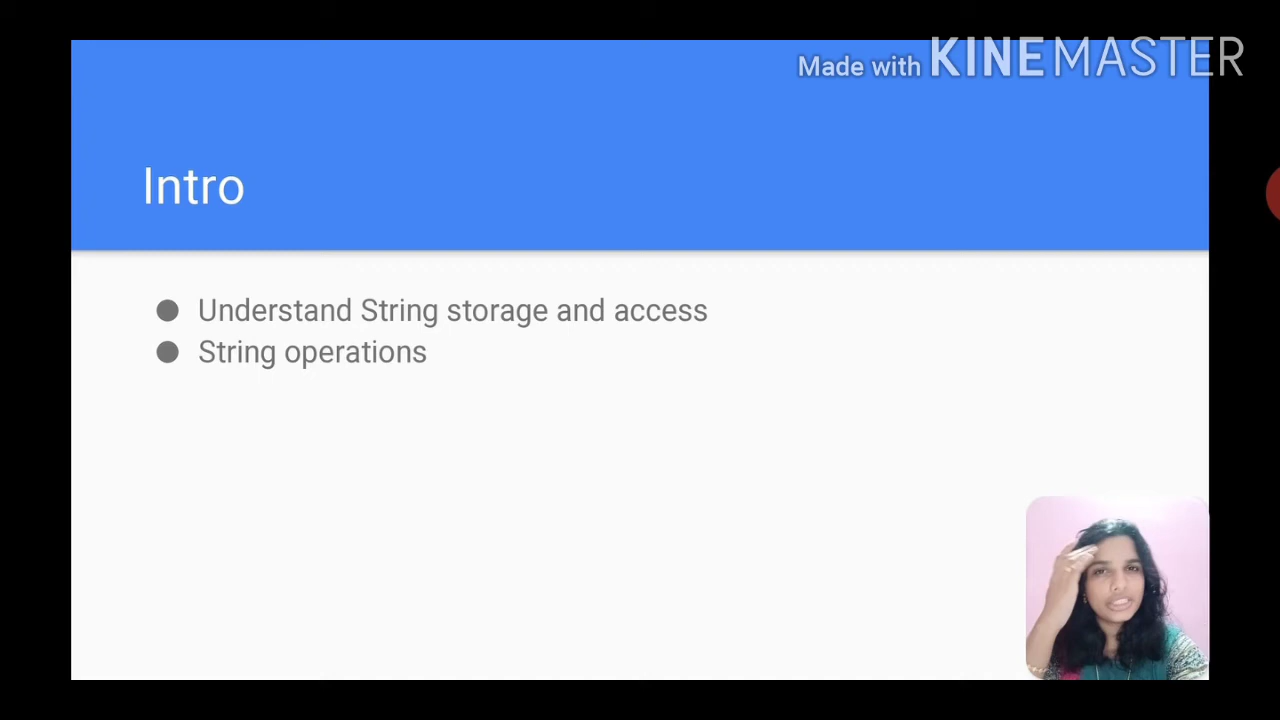 Made with KINEMASTER
Intro
Understand String storage and access
String operations